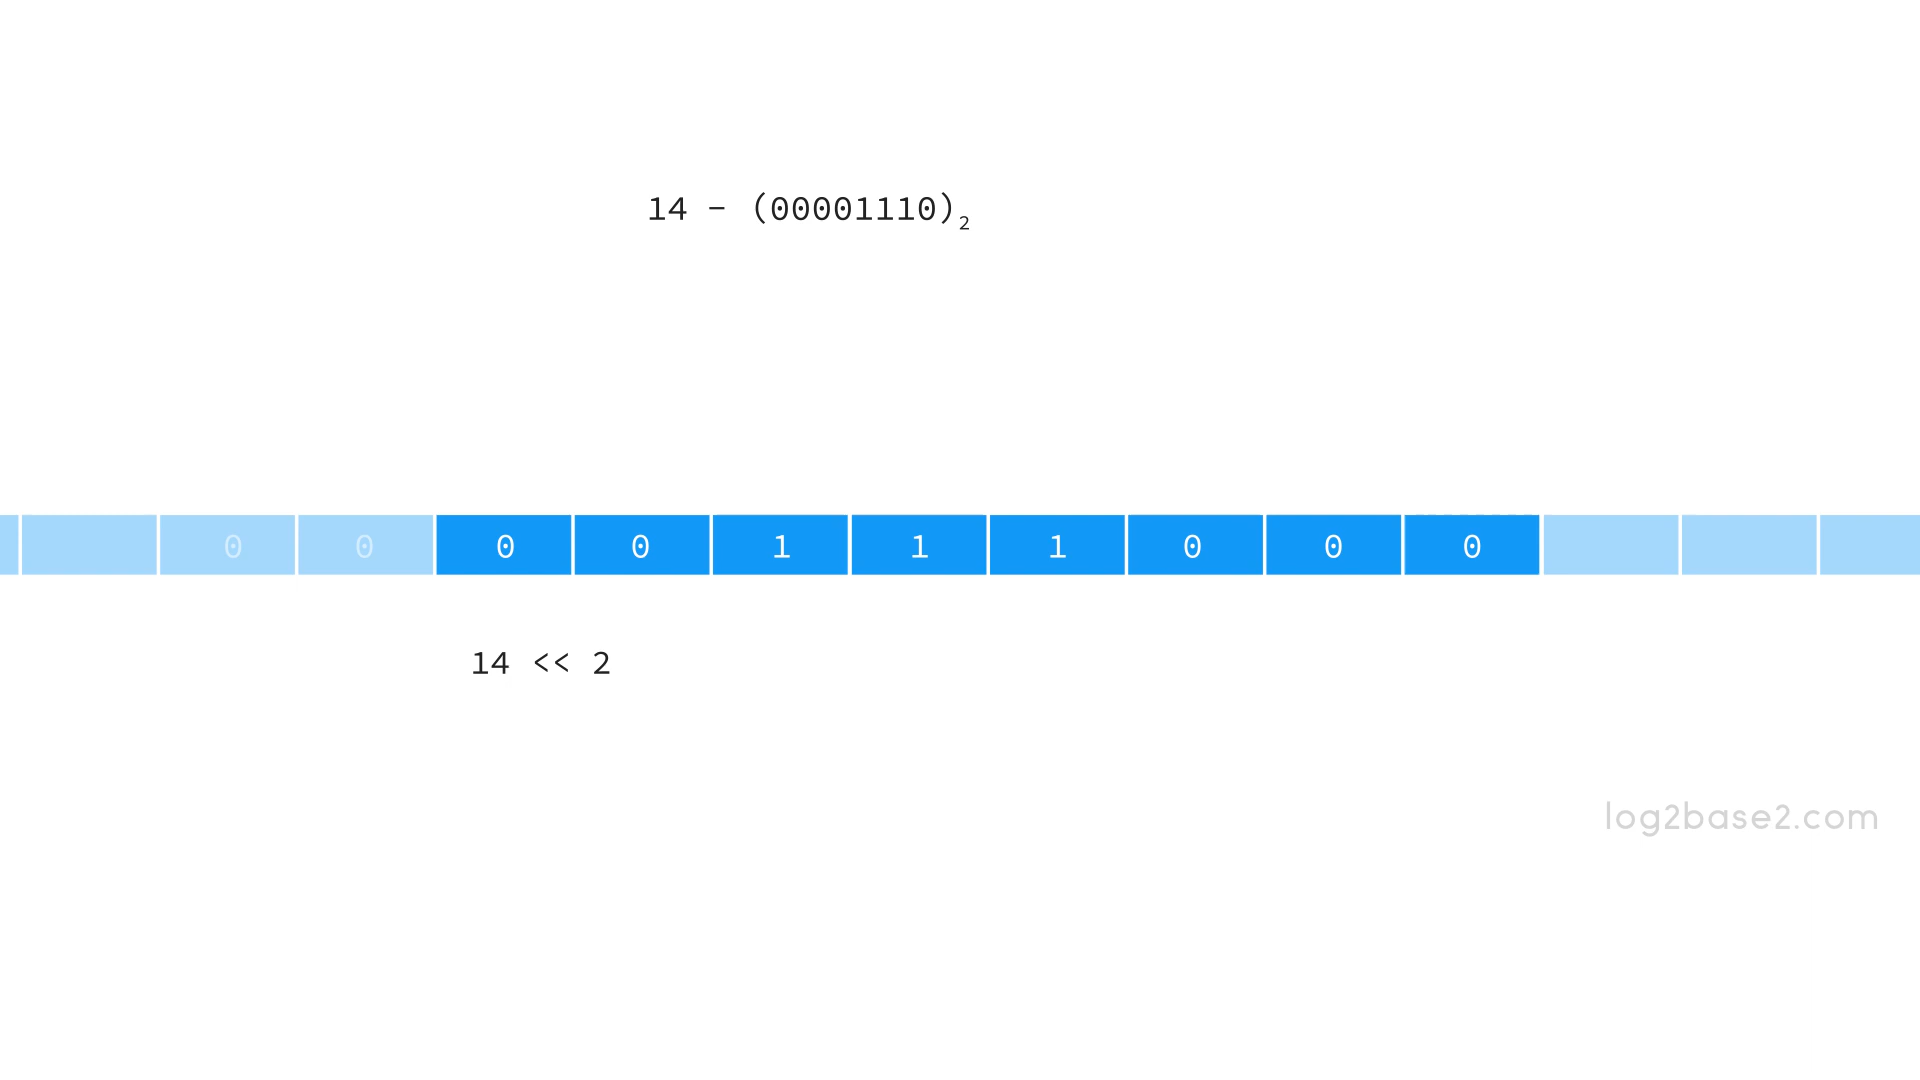 14 - (00001110)₂
0 0 0 0 1 1 1 0 0 0
14 << 2
log2base2.com